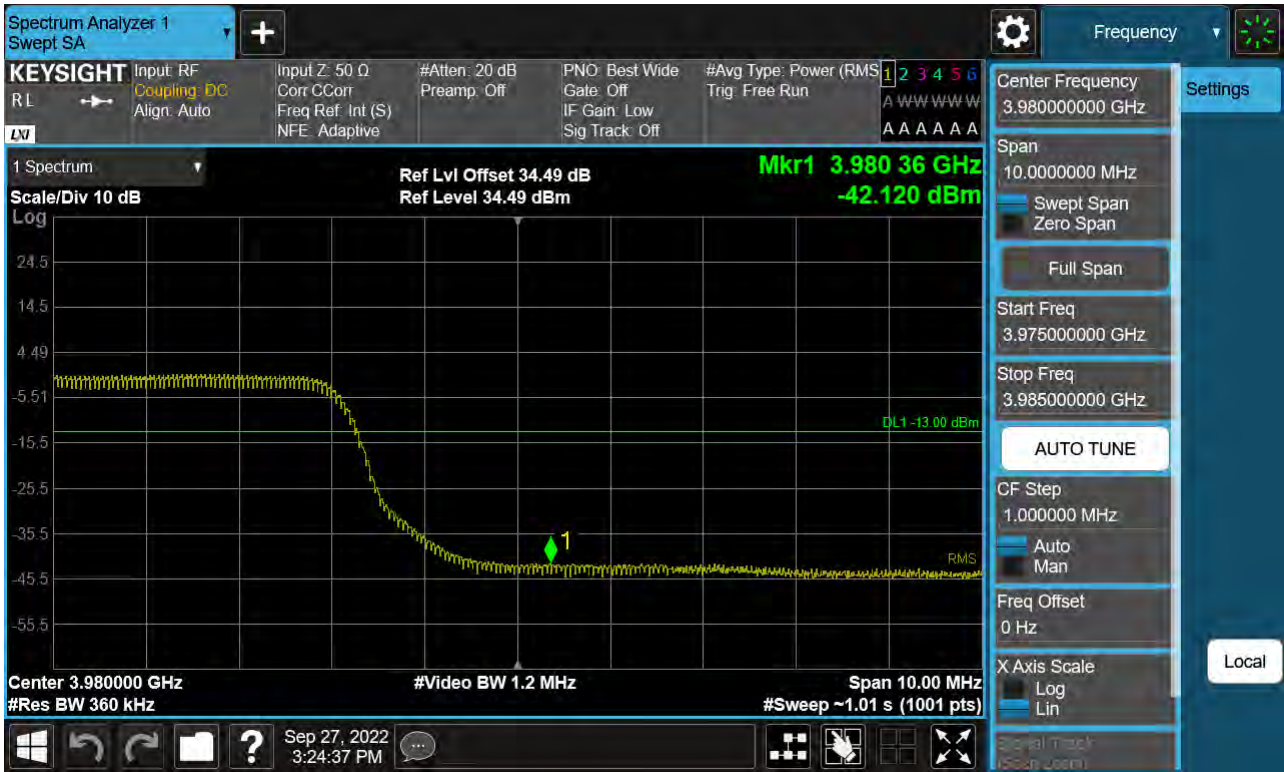 Spectrum Analyzer 1
Swept SA
+
Frequency
KEYSIGHT
RL
LXI
Input: RF
Coupling: DC
Align: Auto
Input Z: 50 Ω
Corr CCorr
Freq Ref: Int (S)
NFE: Adaptive
#Atten: 20 dB
Preamp: Off
PNO: Best Wide
Gate: Off
IF Gain: Low
Sig Track: Off
#Avg Type: Power (RMS
Trig: Free Run
1 2 3 4 5 6
A W W W W W
A A A A A A
1 Spectrum
Scale/Div 10 dB
Ref Lvl Offset 34.49 dB
Ref Level 34.49 dBm
Mkr1 3.980 36 GHz
-42.120 dBm
Log
24.5
14.5
4.49
-5.51
-15.5
-25.5
-35.5
-45.5
-55.5
DL1 -13.00 dBm
1
RMS
Center 3.980000 GHz
#Video BW 1.2 MHz
Span 10.00 MHz
#Res BW 360 kHz
#Sweep ~1.01 s (1001 pts)
Center Frequency
3.980000000 GHz
Settings
Span
10.0000000 MHz
Swept Span
Zero Span
Full Span
Start Freq
3.975000000 GHz
Stop Freq
3.985000000 GHz
AUTO TUNE
CF Step
1.000000 MHz
Auto
Man
Freq Offset
0 Hz
X Axis Scale
Log
Lin
Signal Track
(Span Zoom)
Local
?
Sep 27, 2022
3:24:37 PM